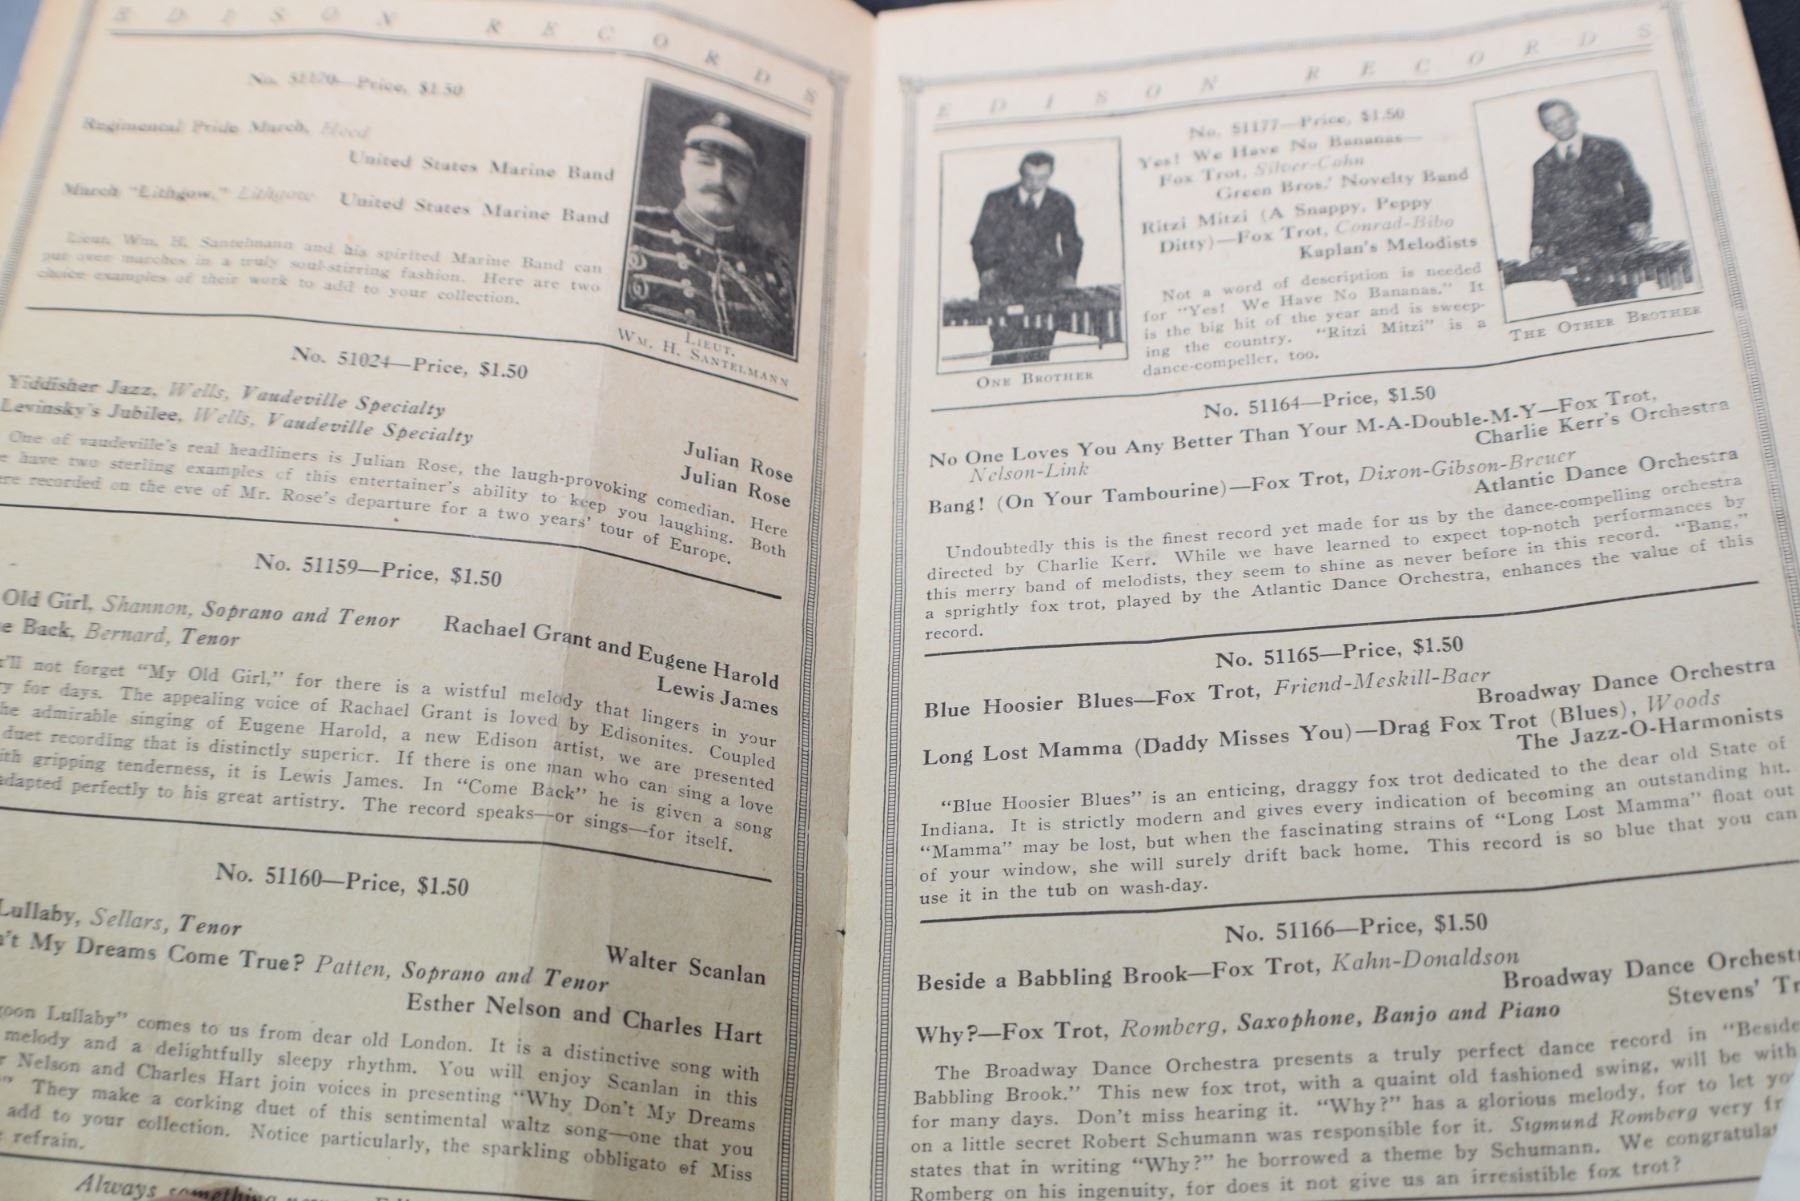 EDISON RECORDS
No. 51170—Price, $1.50
Regimental Pride March, Heed
United States Marine Band
March "Lithgow," Lithgow United States Marine Band
Lieut. Wm. H. Santelmann and his spirited Marine Band can
put over marches in a truly soul-stirring fashion. Here are two
choice examples of their work to add to your collection.
LIEUT.
WM. H. SANTELMANN
No. 51024—Price, $1.50
Yiddisher Jazz, Wells, Vaudeville Specialty
Julian Rose
Levinsky's Jubilee, Wells, Vaudeville Specialty
Julian Rose
One of vaudeville's real headliners is Julian Rose, the laugh-provoking comedian. Here
have two sterling examples of this entertainer's ability to keep you laughing. Both
recorded on the eve of Mr. Rose's departure for a two years' tour of Europe.
No. 51159—Price, $1.50
Old Girl, Shannon, Soprano and Tenor
Rachael Grant and Eugene Harold
Back, Bernard, Tenor
Lewis James
not forget "My Old Girl," for there is a wistful melody that lingers in your
for days. The appealing voice of Rachael Grant is loved by Edisonites. Coupled
admirable singing of Eugene Harold, a new Edison artist, we are presented
duet recording that is distinctly superior. If there is one man who can sing a love
gripping tenderness, it is Lewis James. In "Come Back" he is given a song
adapted perfectly to his great artistry. The record speaks—or sings—for itself.
No. 51160—Price, $1.50
Lullaby, Sellars, Tenor
Walter Scanlan
My Dreams Come True? Patten, Soprano and Tenor
Esther Nelson and Charles Hart
Lullaby" comes to us from dear old London. It is a distinctive song with
melody and a delightfully sleepy rhythm. You will enjoy Scanlan in this
Nelson and Charles Hart join voices in presenting "Why Don't My Dreams
They make a corking duet of this sentimental waltz song—one that you
add to your collection. Notice particularly, the sparkling obbligato of Miss
refrain.
Always something
EDISON RECORDS
No. 51177—Price, $1.50
Yes! We Have No Bananas—
Fox Trot, Silver-Cohn
Green Bros.' Novelty Band
Ritzi Mitzi (A Snappy, Peppy
Ditty)—Fox Trot, Conrad-Bibo
Kaplan's Melodists
Not a word of description is needed
for "Yes! We Have No Bananas." It
is the big hit of the year and is sweep-
ing the country. "Ritzi Mitzi" is a
dance-compeller, too.
ONE BROTHER
THE OTHER BROTHER
No. 51164—Price, $1.50
No One Loves You Any Better Than Your M-A-Double-M-Y—Fox Trot,
Nelson-Link
Charlie Kerr's Orchestra
Bang! (On Your Tambourine)—Fox Trot, Dixon-Gibson-Breuer
Atlantic Dance Orchestra
Undoubtedly this is the finest record yet made for us by the dance-compelling orchestra
directed by Charlie Kerr. While we have learned to expect top-notch performances by
this merry band of melodists, they seem to shine as never before in this record. "Bang,"
a sprightly fox trot, played by the Atlantic Dance Orchestra, enhances the value of this
record.
No. 51165—Price, $1.50
Blue Hoosier Blues—Fox Trot, Friend-Meskill-Baer
Broadway Dance Orchestra
Long Lost Mamma (Daddy Misses You)—Drag Fox Trot (Blues), Woods
The Jazz-O-Harmonists
"Blue Hoosier Blues" is an enticing, draggy fox trot dedicated to the dear old State of
Indiana. It is strictly modern and gives every indication of becoming an outstanding hit.
"Mamma" may be lost, but when the fascinating strains of "Long Lost Mamma" float out
of your window, she will surely drift back home. This record is so blue that you can
use it in the tub on wash-day.
No. 51166—Price, $1.50
Beside a Babbling Brook—Fox Trot, Kahn-Donaldson
Broadway Dance Orchest
Why?—Fox Trot, Romberg, Saxophone, Banjo and Piano
Stevens' Tr
The Broadway Dance Orchestra presents a truly perfect dance record in "Beside
Babbling Brook." This new fox trot, with a quaint old fashioned swing, will be with
for many days. Don't miss hearing it. "Why?" has a glorious melody, for to let yo
on a little secret Robert Schumann was responsible for it. Sigmund Romberg very fr
states that in writing "Why?" he borrowed a theme by Schumann. We congratulat
Romberg on his ingenuity, for does it not give us an irresistible fox trot?